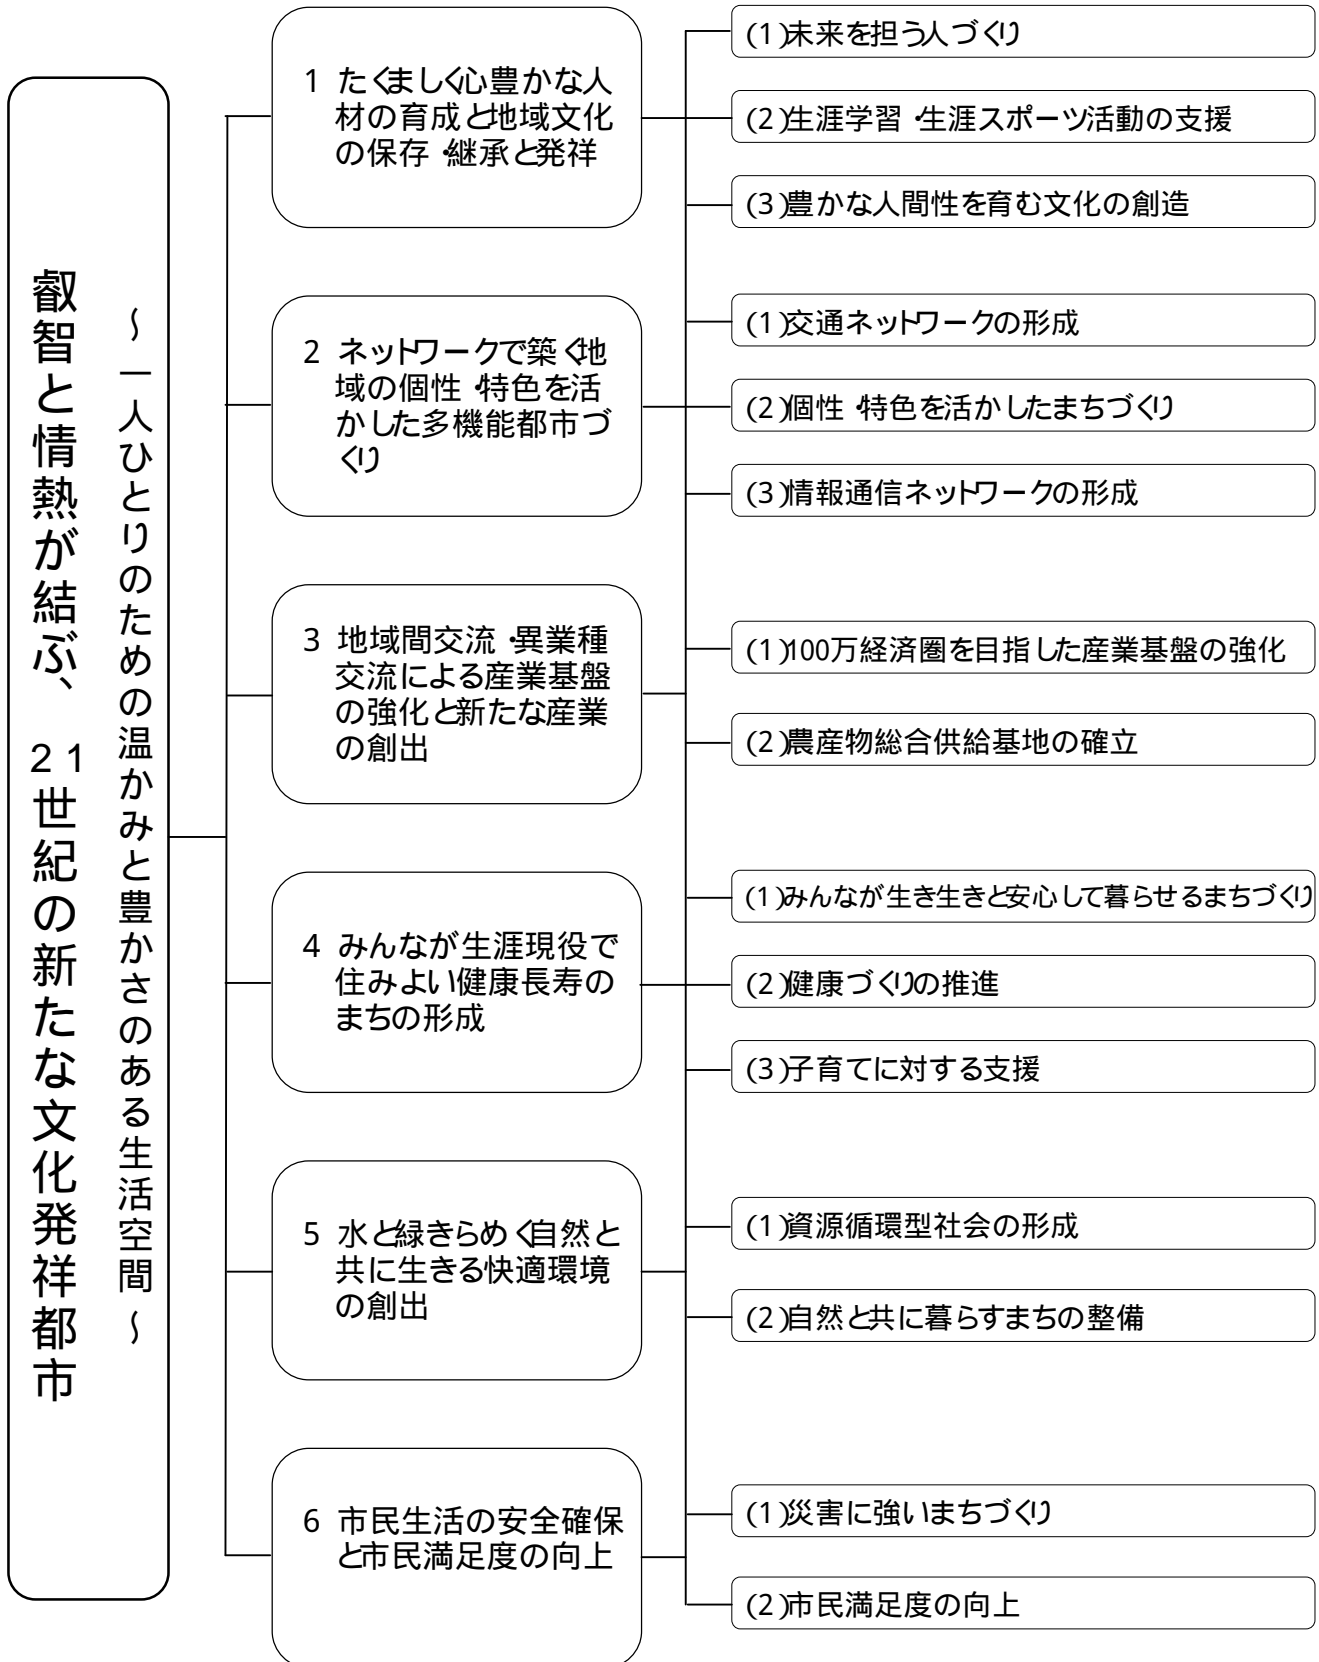 叡智と情熱が結ぶ、21世紀の新たな文化発祥都市
～一人ひとりのための温かみと豊かさのある生活空間～
1 たくましく心豊かな人
材の育成と地域文化
の保存・継承と発祥
(1)未来を担う人づくり
(2)生涯学習・生涯スポーツ活動の支援
(3)豊かな人間性を育む文化の創造
2 ネットワークで築く地
域の個性・特色を活
かした多機能都市づ
くり
(1)交通ネットワークの形成
(2)個性・特色を活かしたまちづくり
(3)情報通信ネットワークの形成
3 地域間交流・異業種
交流による産業基盤
の強化と新たな産業
の創出
(1)100万経済圏を目指した産業基盤の強化
(2)農産物総合供給基地の確立
4 みんなが生涯現役で
住みよい健康長寿の
まちの形成
(1)みんなが生き生きと安心して暮らせるまちづくり
(2)健康づくりの推進
(3)子育てに対する支援
5 水と緑きらめく自然と
共に生きる快適環境
の創出
(1)資源循環型社会の形成
(2)自然と共に暮らすまちの整備
6 市民生活の安全確保
と市民満足度の向上
(1)災害に強いまちづくり
(2)市民満足度の向上